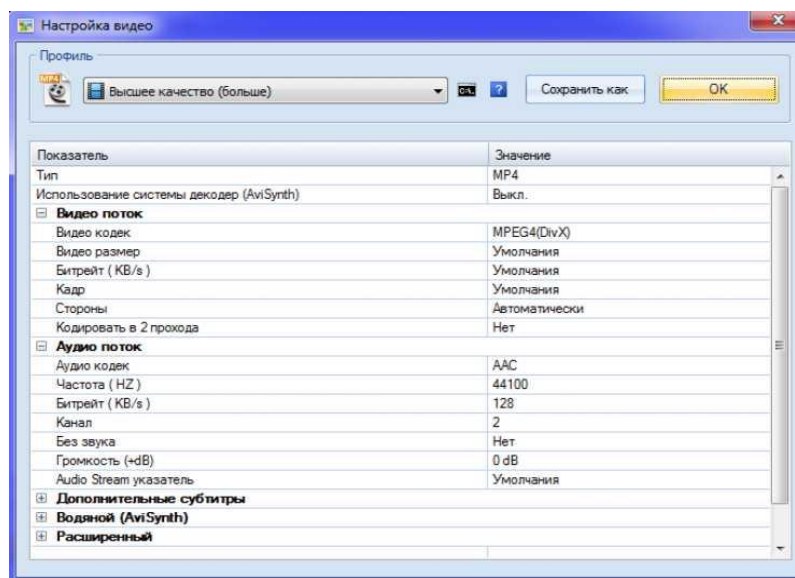 Настройка видео
Профиль
MP4
Высшее качество (больше)
Сохранить как
OK
Показатель Значение
Тип MP4
Использование системы декодер (AviSynth) Выкл.
Видео поток
Видео кодек MPEG4(DivX)
Видео размер Умолчания
Битрейт ( KB/s ) Умолчания
Кадр Умолчания
Стороны Автоматически
Кодировать в 2 прохода Нет
Аудио поток
Аудио кодек AAC
Частота ( HZ ) 44100
Битрейт ( KB/s ) 128
Канал 2
Без звука Нет
Громкость (+dB) 0 dB
Audio Stream указатель Умолчания
Дополнительные субтитры
Водяной (AviSynth)
Расширенный